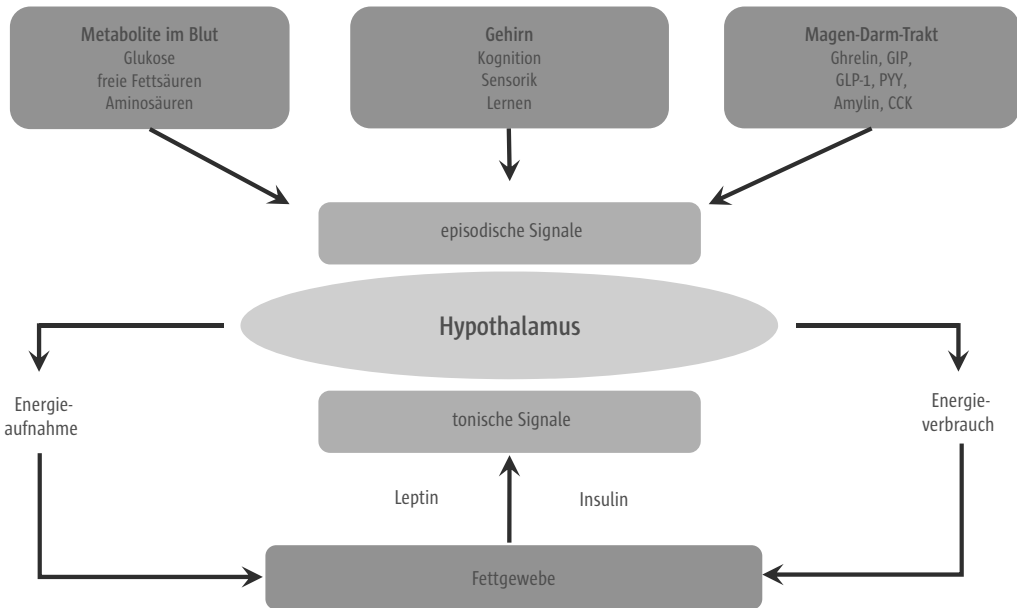 Metabolite im Blut
Glukose
freie Fettsäuren
Aminosäuren
Gehirn
Kognition
Sensorik
Lernen
Magen-Darm-Trakt
Ghrelin, GIP,
GLP-1, PYY,
Amylin, CCK
episodische Signale
Hypothalamus
Energie-
aufnahme
tonische Signale
Energie-
verbrauch
Leptin
Insulin
Fettgewebe